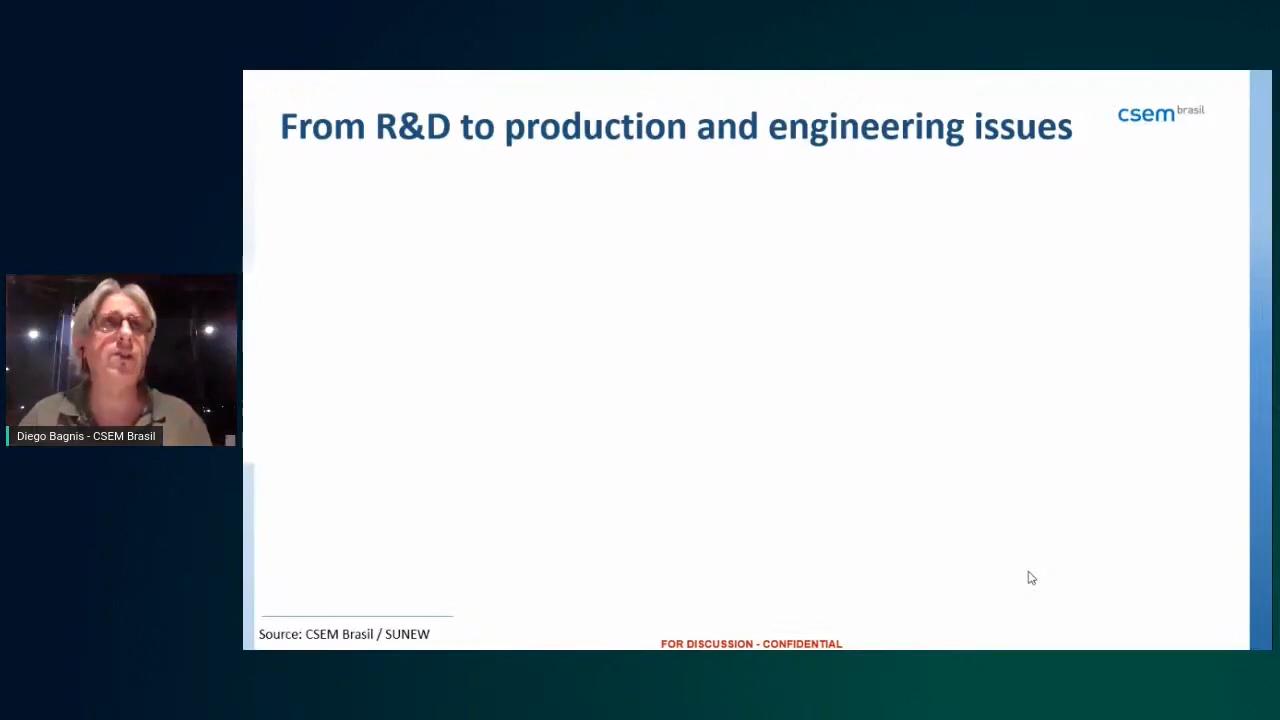 From R&D to production and engineering issues
csem brasil
Diego Bagnis - CSEM Brasil
Source: CSEM Brasil / SUNEW
FOR DISCUSSION - CONFIDENTIAL